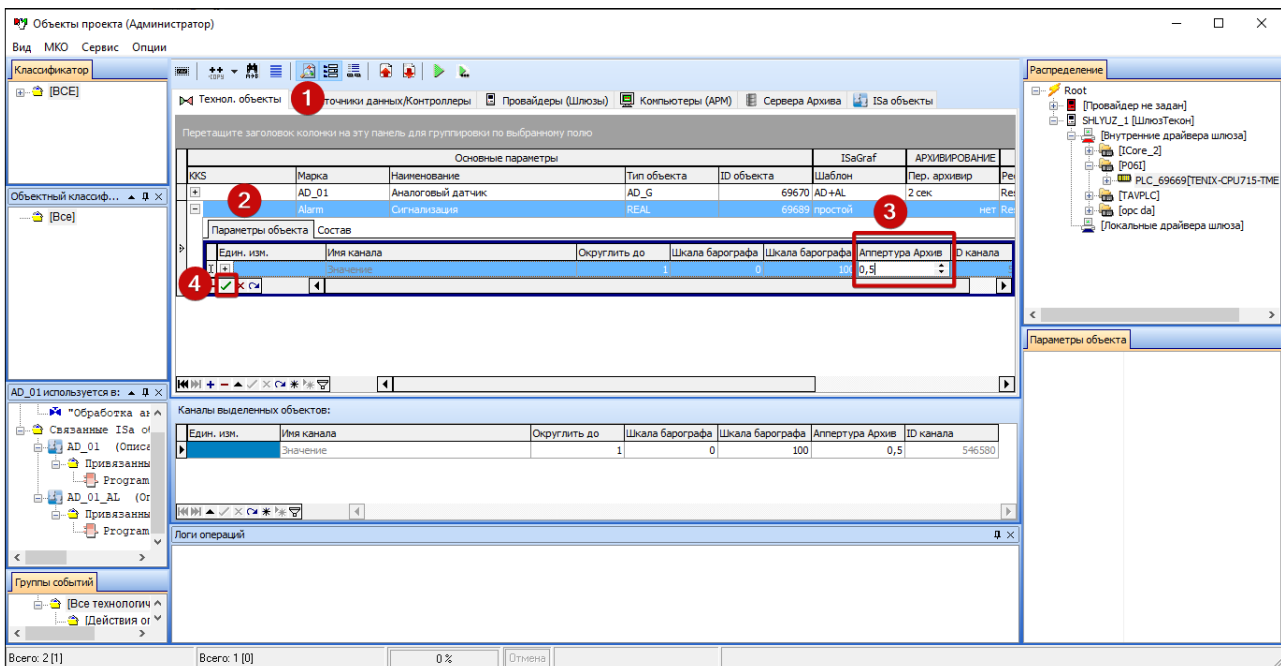 Объекты проекта (Администратор)
Вид МКО Сервис Опции
Классификатор
[ВСЕ]
Объектный классиф...
[Все]
AD_01 используется в:
"Обработка
Связанные ISa
AD_01 (Описа
Привязанны
Program
AD_01_AL (Оп
Привязанны
Program
Группы событий
[Все технологич
[Действия оп
COPY
1
Технол. объекты
точники данных/Контроллеры
Провайдеры (Шлюзы)
Компьютеры (АРМ)
Сервера Архива
ISa объекты
Перетащите заголовок колонки на эту панель для группировки по выбранному полю
Основные параметры ISaGraf АРХИВИРОВАНИЕ
KKS Марка Наименование Тип объекта ID объекта Шаблон Пер. архивир Рег
AD_01 Аналоговый датчик AD_G 69670 AD+AL 2 сек Res
2
Alarm Сигнализация REAL 69689 простой нет Res
3
Параметры объекта Состав
Един. изм. Имя канала Округлить до Шкала барографа Шкала барографа Аппертура Архив ID канала
Значение 1 0 100 0,5
4
Каналы выделенных объектов:
Един. изм. Имя канала Округлить до Шкала барографа Шкала барографа Аппертура Архив ID канала
Значение 1 0 100 0,5 546580
Логи операций
Распределение
Root
[Провайдер не задан]
SHLYUZ_1 [ШлюзТекон]
[Внутренние драйвера шлюза]
[ICore_2]
[P06I]
PLC_69669[TENIX-CPU715-TME
[TAVPLC]
[opc da]
[Локальные драйвера шлюза]
Параметры объекта
Всего: 2 [1] Всего: 1 [0] 0 % Отмена